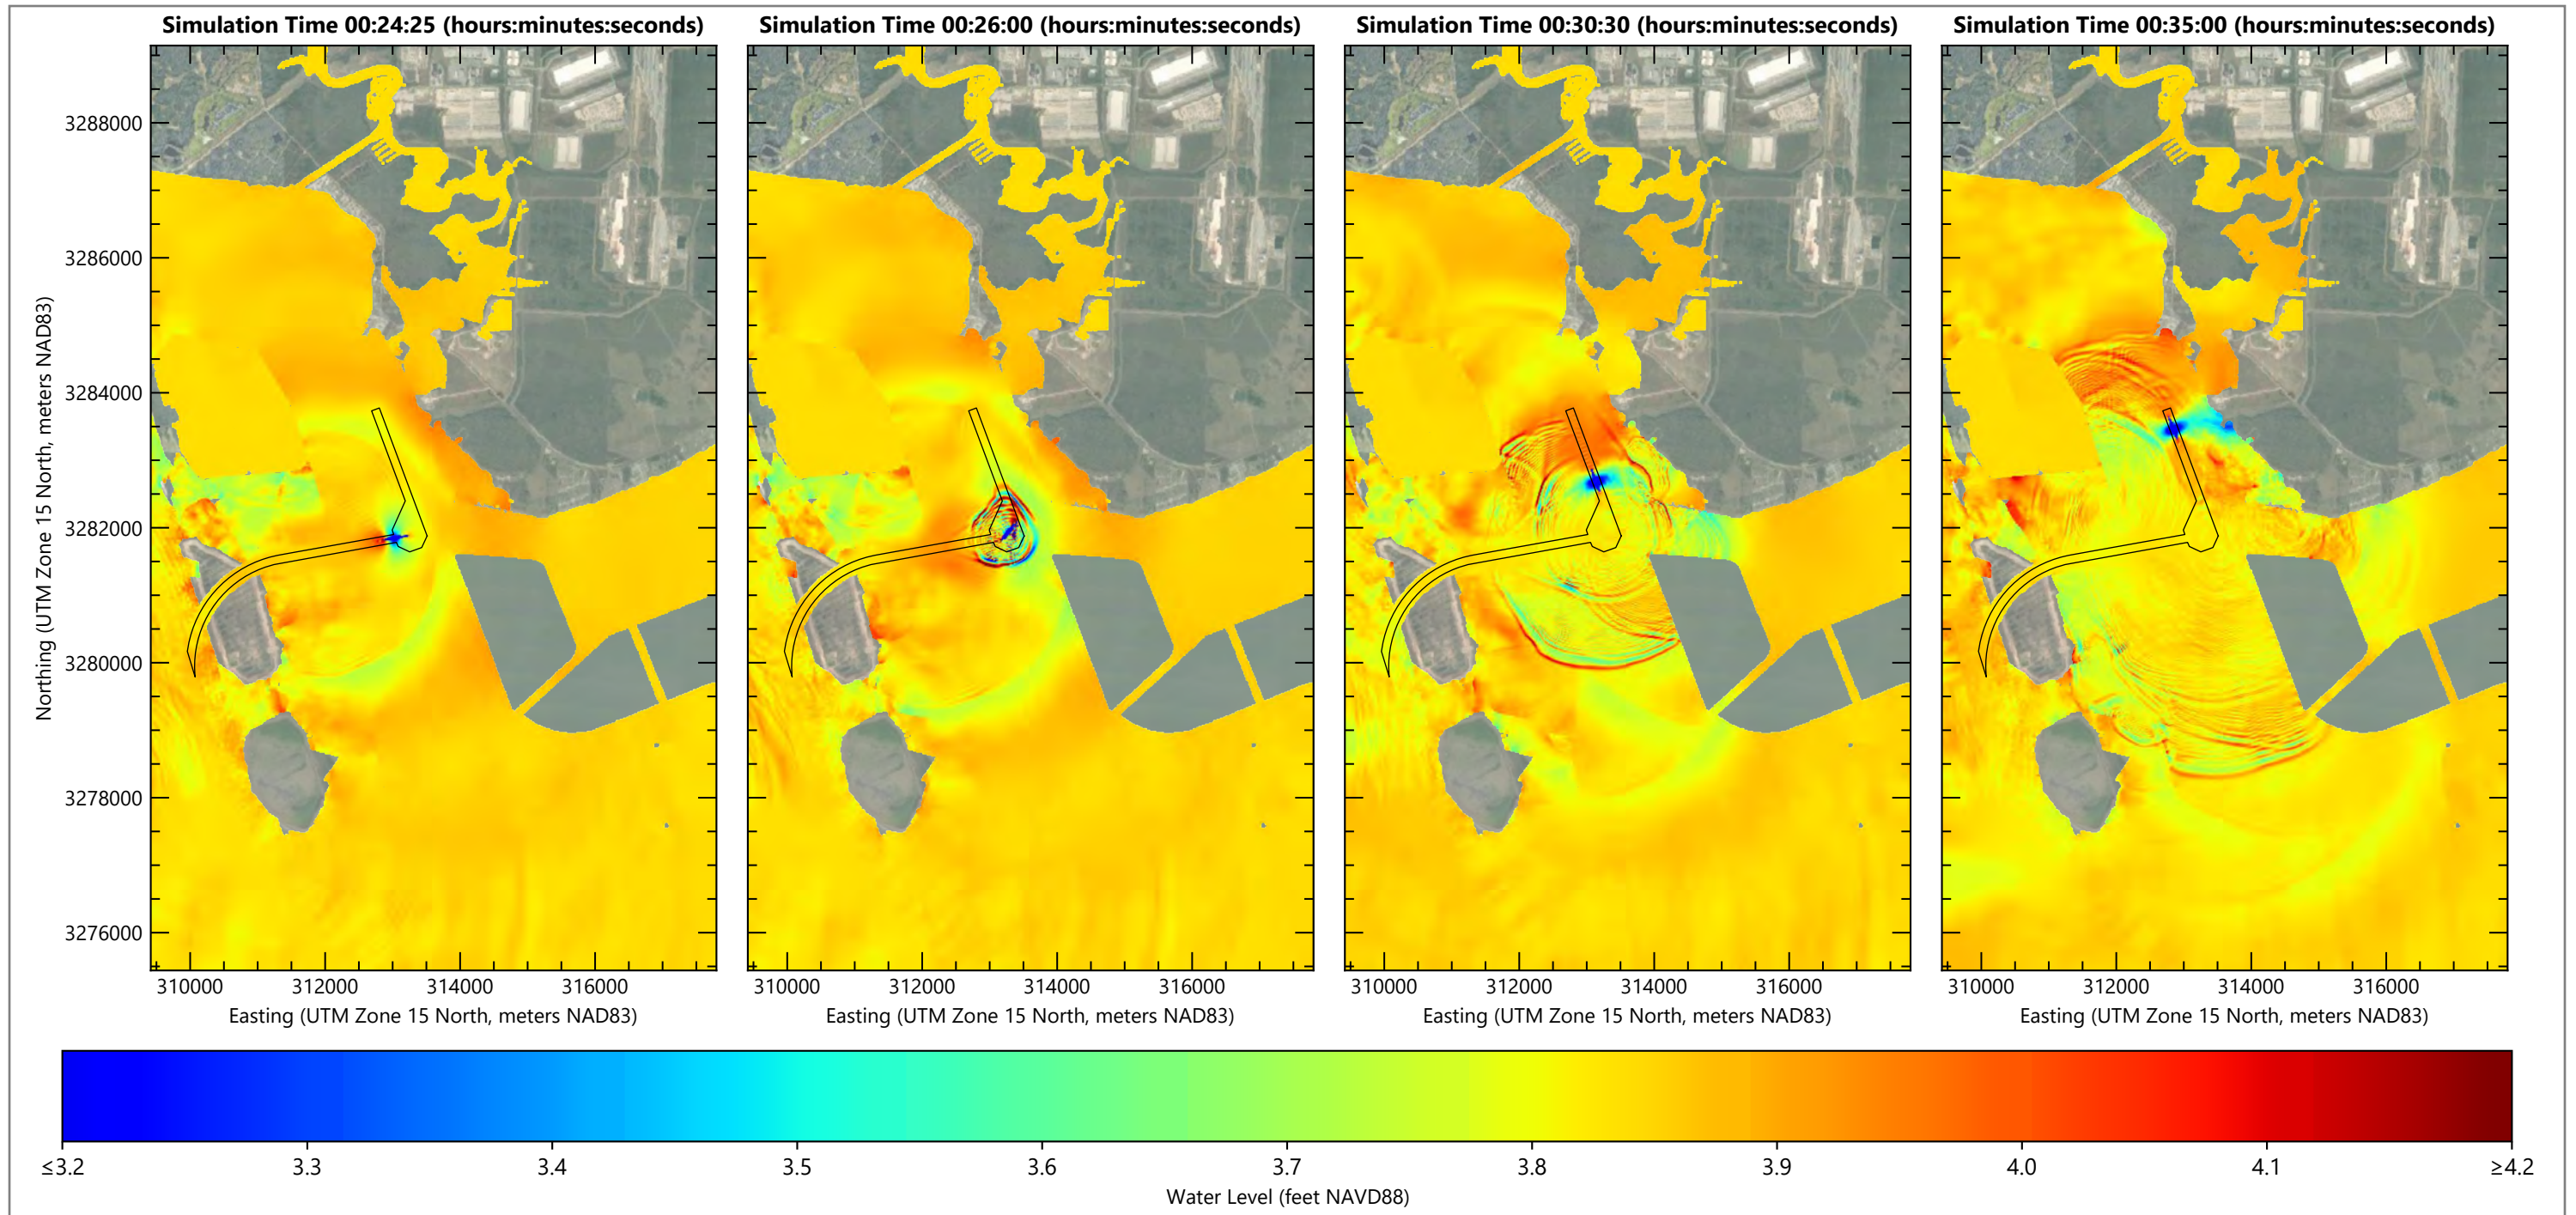 Simulation Time 00:24:25 (hours:minutes:seconds)
Simulation Time 00:26:00 (hours:minutes:seconds)
Simulation Time 00:30:30 (hours:minutes:seconds)
Simulation Time 00:35:00 (hours:minutes:seconds)
Northing (UTM Zone 15 North, meters NAD83)
3288000
3286000
3284000
3282000
3280000
3278000
3276000
310000 312000 314000 316000
310000 312000 314000 316000
310000 312000 314000 316000
310000 312000 314000 316000
Easting (UTM Zone 15 North, meters NAD83)
Easting (UTM Zone 15 North, meters NAD83)
Easting (UTM Zone 15 North, meters NAD83)
Easting (UTM Zone 15 North, meters NAD83)
≤3.2 3.3 3.4 3.5 3.6 3.7 3.8 3.9 4.0 4.1 ≥4.2
Water Level (feet NAVD88)